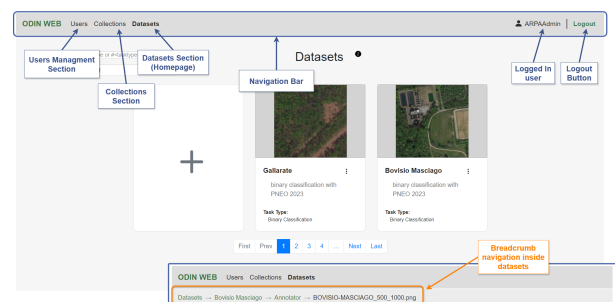 ODIN WEB Users Collections Datasets ARPAAdmin Logout
Users Managment Section
Datasets Section (Homepage)
Collections Section
Navigation Bar
Logged In user
Logout Button
Datasets
Gallarate
binary classification with
PNEO 2023
Task Type:
Binary Classification
Bovisio Masciago
binary classification with
PNEO 2023
Task Type:
Binary Classification
First Prev 1 2 3 4 ... Next Last
Breadcrumb
navigation inside
datasets
ODIN WEB Users Collections Datasets
Datasets → Bovisio Masciago → Annotator → BOVISIO-MASCIAGO_500_1000.png